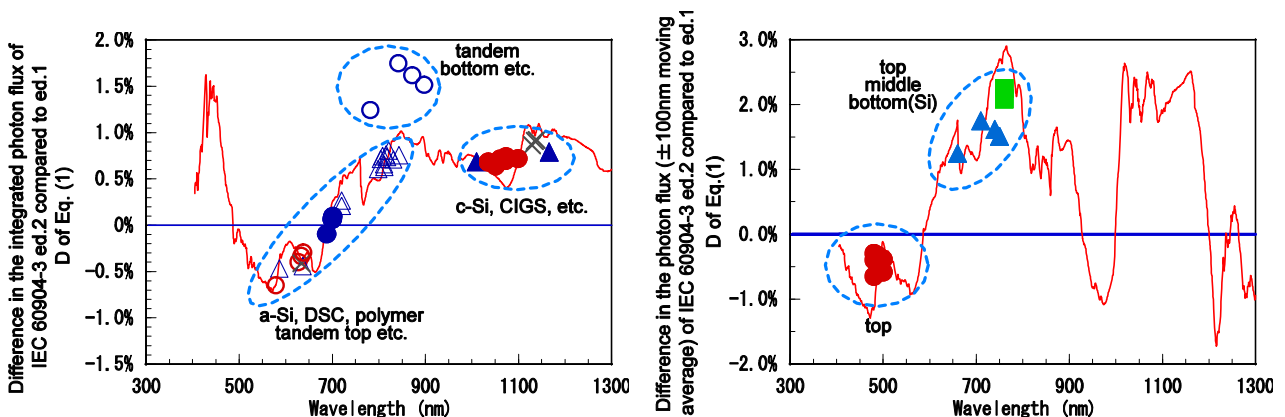 Difference in the integrated photon flux of
IEC 60904-3 ed.2 compared to ed.1
D of Eq. (1)
2.0%
1.5%
1.0%
0.5%
0%
-0.5%
-1.0%
-1.5%
tandem
bottom etc.
c-Si, CIGS, etc.
a-Si, DSC, polymer
tandem top etc.
300
500
700
900
1100
1300
Wavelength (nm)
Difference in the photon flux (±100nm moving
average) of IEC 60904-3 ed.2 compared to ed.1
D of Eq.(1)
3.0%
2.0%
1.0%
0.0%
-1.0%
-2.0%
top
middle
bottom(Si)
top
300
500
700
900
1100
1300
Wavelength (nm)